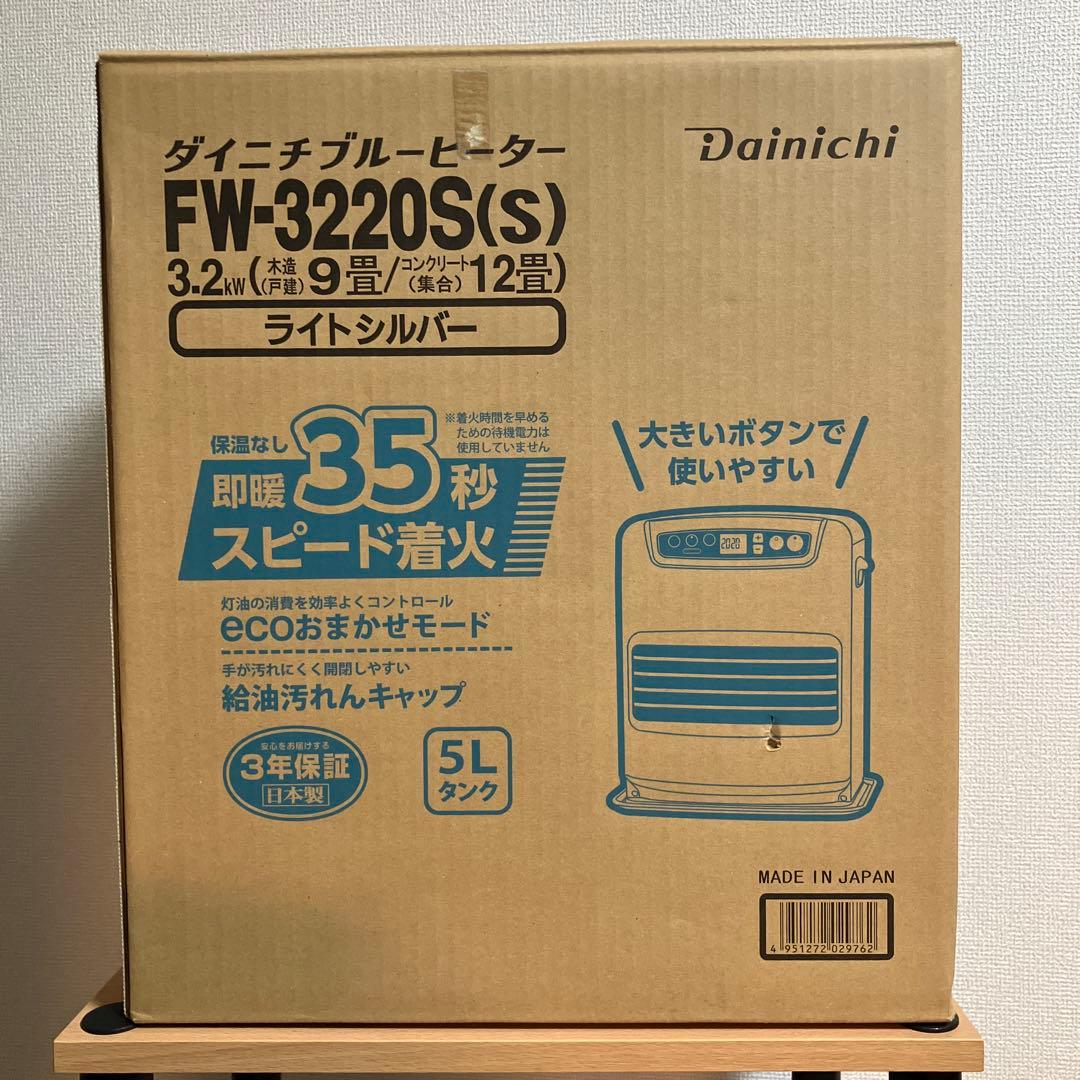 ダイニチブルーヒーター
Dainichi
FW-3220S(S)
3.2kW(木造(戸建)9畳/コンクリート(集合)12畳)
ライトシルバー
保温なし
即暖35秒
スピード着火
※着火時間を早める
ための待機電力は
使用していません
灯油の消費を効率よくコントロール
ecoおまかせモード
手が汚れにくく開閉しやすい
給油汚れんキャップ
安心をお届けする
3年保証
日本製
5L
タンク
大きいボタンで
使いやすい
2020
MADE IN JAPAN
4 951272 029762